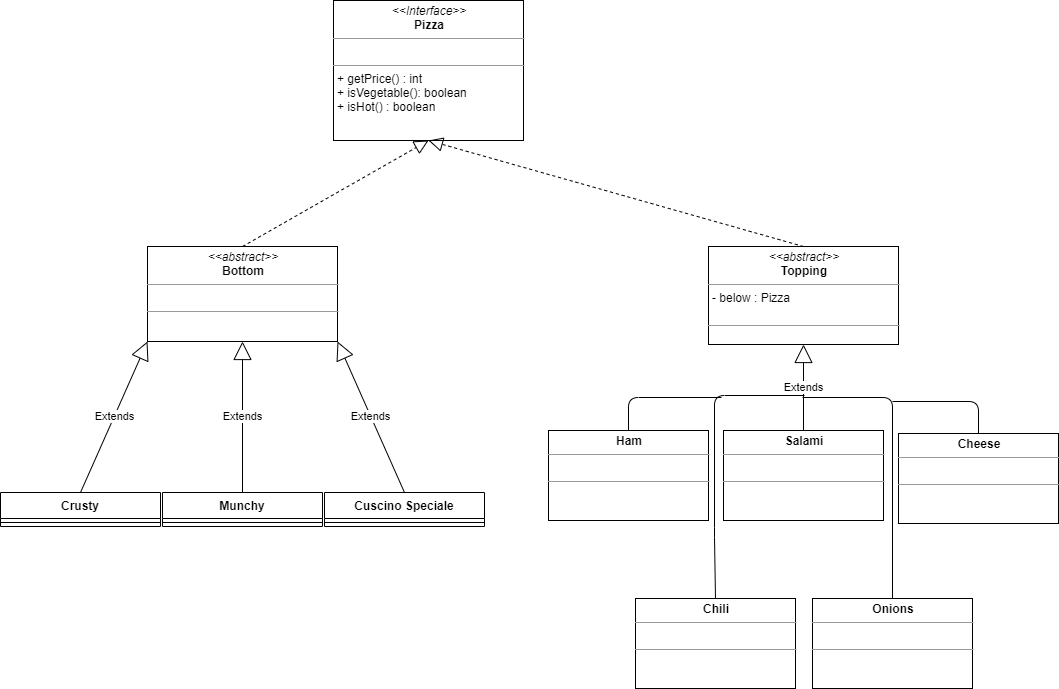 <<Interface>>
Pizza
+ getPrice() : int
+ isVegetable(): boolean
+ isHot() : boolean
<<abstract>>
Bottom
<<abstract>>
Topping
- below : Pizza
Extends
Extends
Extends
Extends
Crusty
Munchy
Cuscino Speciale
Ham
Salami
Cheese
Chili
Onions